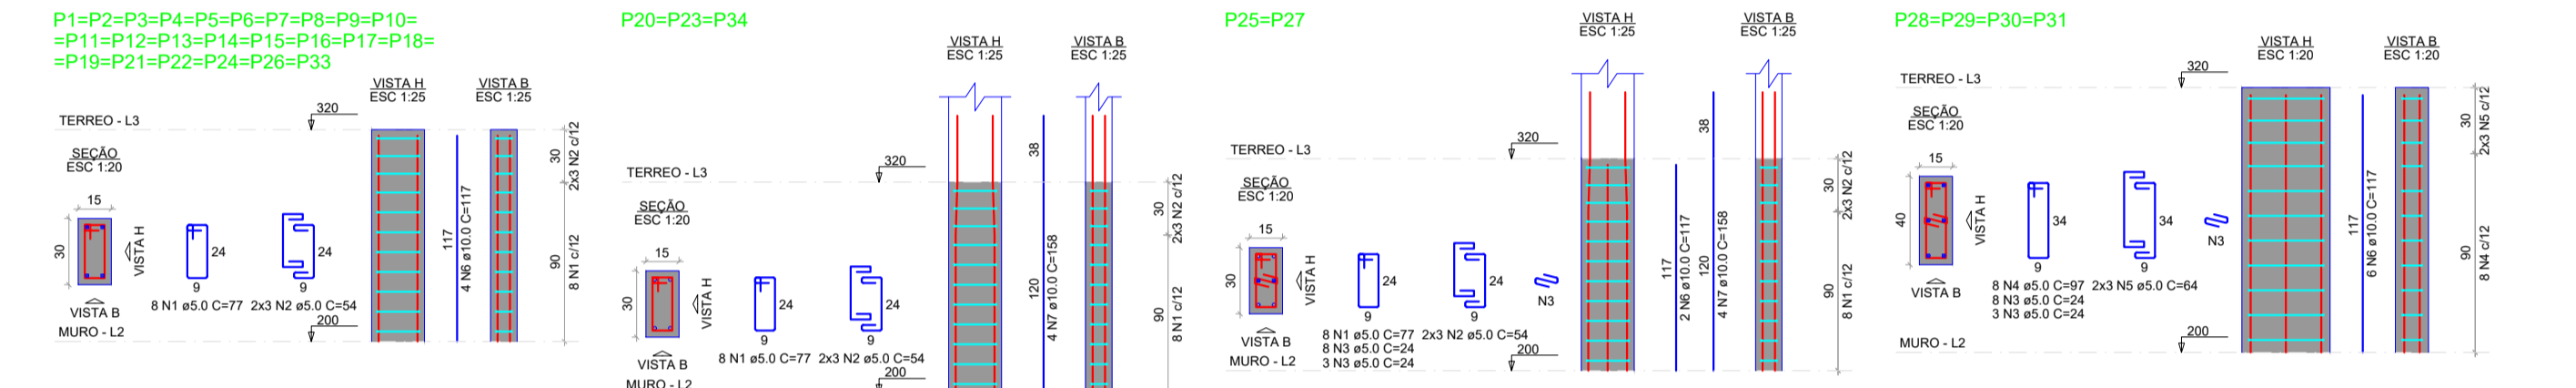 P1=P2=P3=P4=P5=P6=P7=P8=P9=P10=
=P11=P12=P13=P14=P15=P16=P17=P18=
=P19=P21=P22=P24=P26=P33
VISTA H
ESC 1:25
VISTA B
ESC 1:25
320
TERREO - L3
SEÇÃO
ESC 1:20
15
30
VISTA H
24
9
24
9
8 N1 ø5.0 C=77
2x3 N2 ø5.0 C=54
VISTA B
MURO - L2
200
117
4 N6 ø10.0 C=117
30
2x3 N2 c/12
90
8 N1 c/12
P20=P23=P34
VISTA H
ESC 1:25
VISTA B
ESC 1:25
320
TERREO - L3
SEÇÃO
ESC 1:20
15
30
VISTA H
24
9
24
9
8 N1 ø5.0 C=77
2x3 N2 ø5.0 C=54
VISTA B
MURO - L2
200
38
120
4 N7 ø10.0 C=158
30
2x3 N2 c/12
90
8 N1 c/12
P25=P27
VISTA H
ESC 1:25
VISTA B
ESC 1:25
320
TERREO - L3
SEÇÃO
ESC 1:20
15
30
VISTA H
24
9
24
9
N3
8 N1 ø5.0 C=77
2x3 N2 ø5.0 C=54
8 N3 ø5.0 C=24
3 N3 ø5.0 C=24
VISTA B
MURO - L2
200
117
2 N6 ø10.0 C=117
38
120
4 N7 ø10.0 C=158
30
2x3 N2 c/12
90
8 N1 c/12
P28=P29=P30=P31
VISTA H
ESC 1:20
VISTA B
ESC 1:20
320
TERREO - L3
SEÇÃO
ESC 1:20
15
40
VISTA H
34
9
34
9
N3
8 N4 ø5.0 C=97
2x3 N5 ø5.0 C=64
8 N3 ø5.0 C=24
3 N3 ø5.0 C=24
VISTA B
MURO - L2
200
117
6 N6 ø10.0 C=117
30
2x3 N5 c/12
90
8 N4 c/12